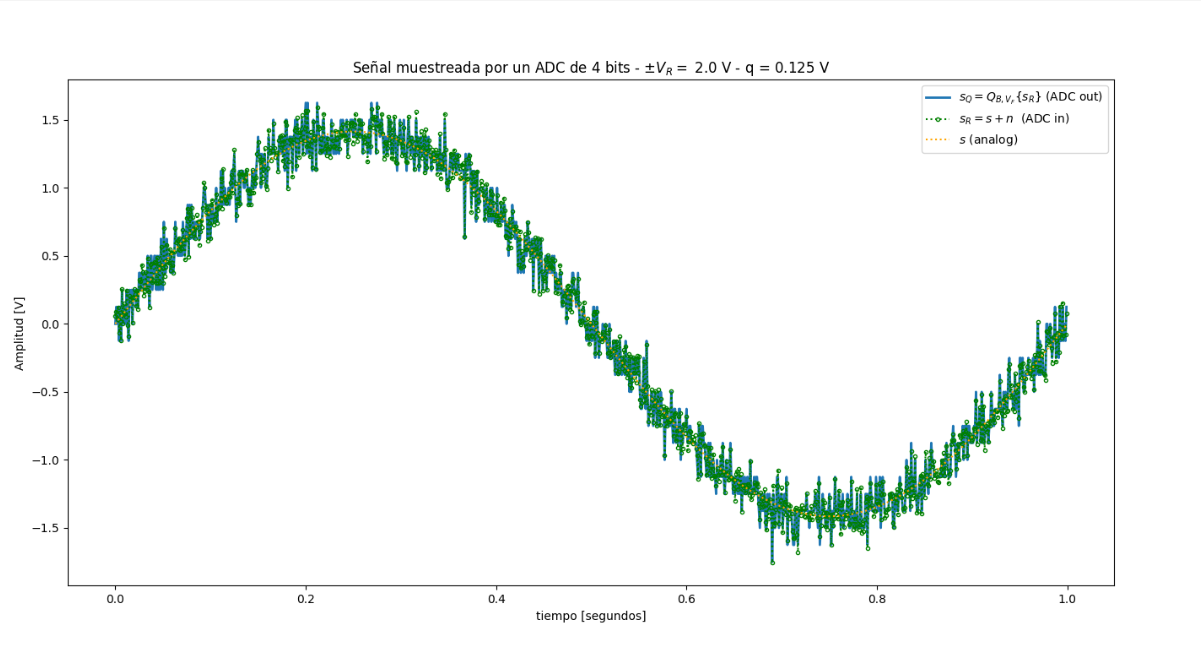 Señal muestreada por un ADC de 4 bits - ±V_R = 2.0 V - q = 0.125 V
s_Q = Q_{B,V_r}{s_R} (ADC out)
s_R = s + n (ADC in)
s (analog)
Amplitud [V]
1.5
1.0
0.5
0.0
−0.5
−1.0
−1.5
0.0 0.2 0.4 0.6 0.8 1.0
tiempo [segundos]